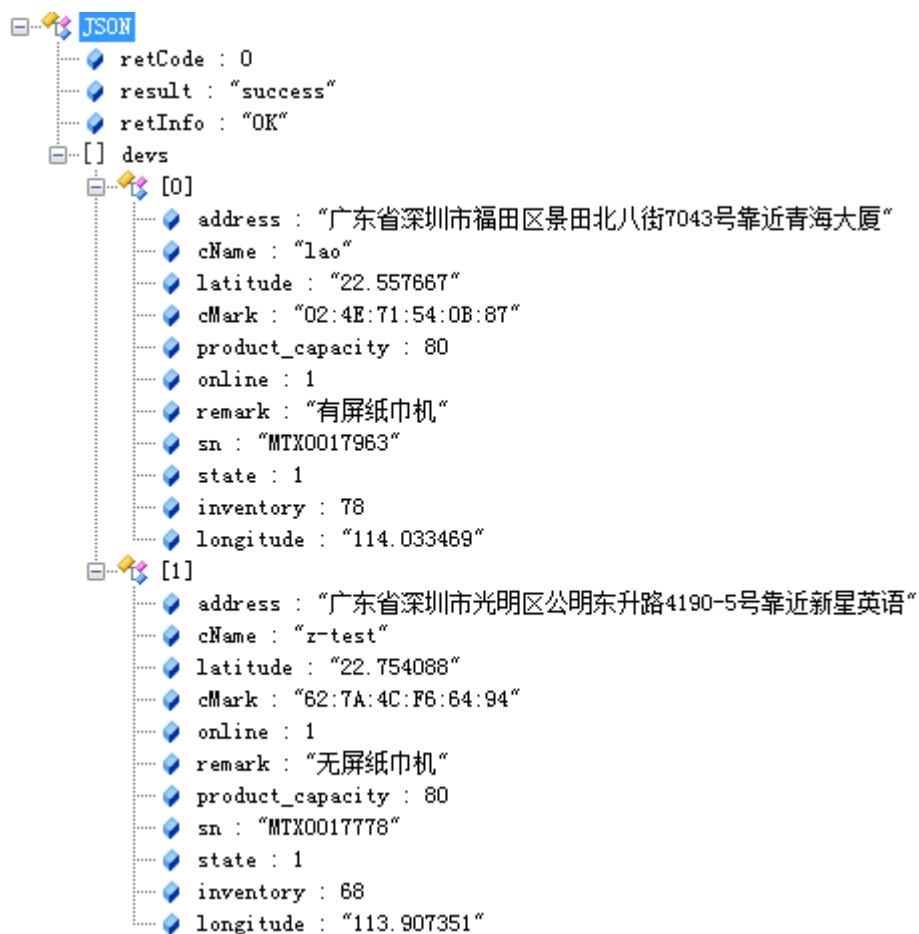 JSON
retCode : 0
result : "success"
retInfo : "OK"
[] devs
[0]
address : "广东省深圳市福田区景田北八街7043号靠近青海大厦"
cName : "lao"
latitude : "22.557667"
cMark : "02:4E:71:54:0B:87"
product_capacity : 80
online : 1
remark : "有屏纸巾机"
sn : "MTX0017963"
state : 1
inventory : 78
longitude : "114.033469"
[1]
address : "广东省深圳市光明区公明东升路4190-5号靠近新星英语"
cName : "z-test"
latitude : "22.754088"
cMark : "62:7A:4C:F6:64:94"
online : 1
remark : "无屏纸巾机"
product_capacity : 80
sn : "MTX0017778"
state : 1
inventory : 68
longitude : "113.907351"